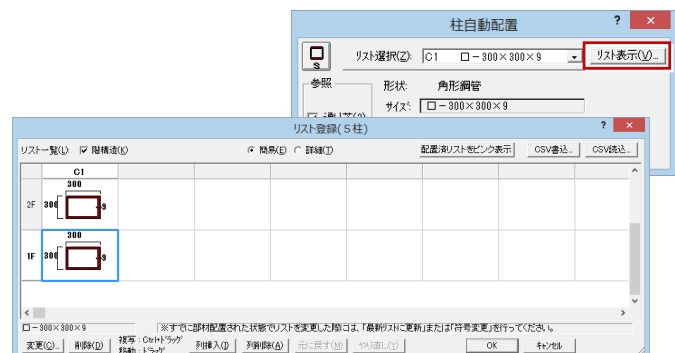 柱自動配置
? ×
S
リスト選択(Z): C1 □－300×300×9 リスト表示(V)...
参照
形状: 角形鋼管
サイズ: □－300×300×9
リスト登録(S柱)
? ×
リスト一覧(L) 階構造(K) 簡易(E) 詳細(T) 配置済リストをピンク表示 CSV書込... CSV読込...
C1
300
2F 300 9
300
1F 300 9
□－300×300×9 ※すでに部材配置された状態でリストを変更した際には、「最新リストに更新」または「符号変更」を行ってください。
変更(C)... 削除(D) 複写：Ctrl+ドラッグ 列挿入(I) 列削除(A) 元に戻す(M) やり直し(Y) OK キャンセル
移動：ドラッグ